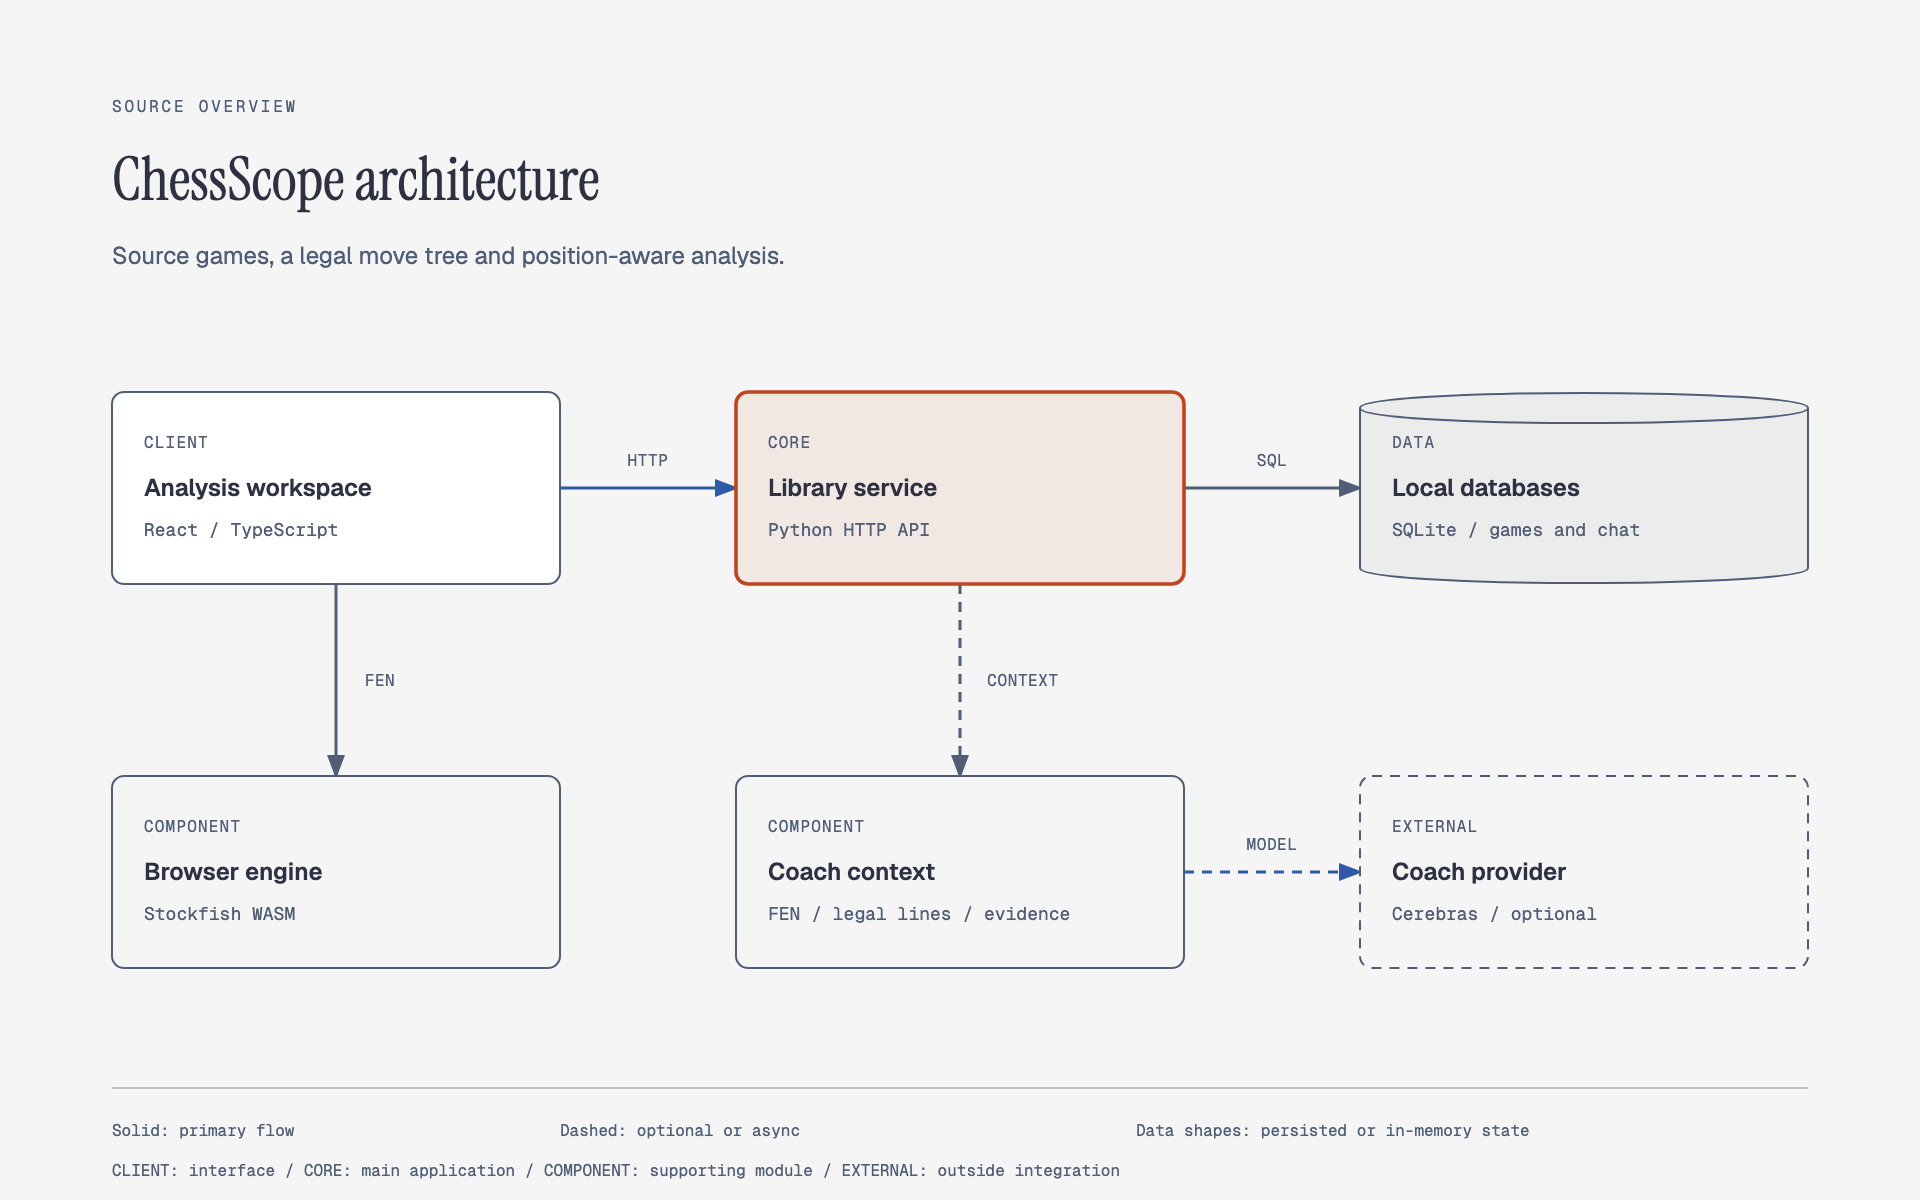 SOURCE OVERVIEW
ChessScope architecture
Source games, a legal move tree and position-aware analysis.
CLIENT
Analysis workspace
React / TypeScript
HTTP
CORE
Library service
Python HTTP API
SQL
DATA
Local databases
SQLite / games and chat
FEN
CONTEXT
COMPONENT
Browser engine
Stockfish WASM
COMPONENT
Coach context
FEN / legal lines / evidence
MODEL
EXTERNAL
Coach provider
Cerebras / optional
Solid: primary flow
Dashed: optional or async
Data shapes: persisted or in-memory state
CLIENT: interface / CORE: main application / COMPONENT: supporting module / EXTERNAL: outside integration